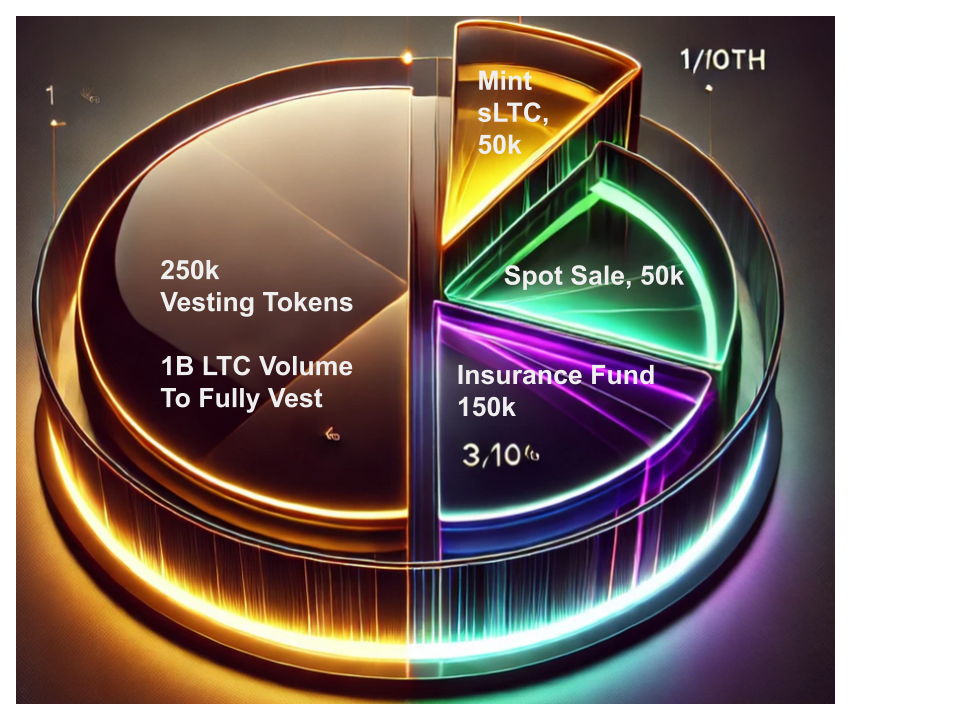 1/10TH
1
Mint
sLTC,
50k
250k
Vesting Tokens
Spot Sale, 50k
1B LTC Volume
To Fully Vest
Insurance Fund
150k
3/10